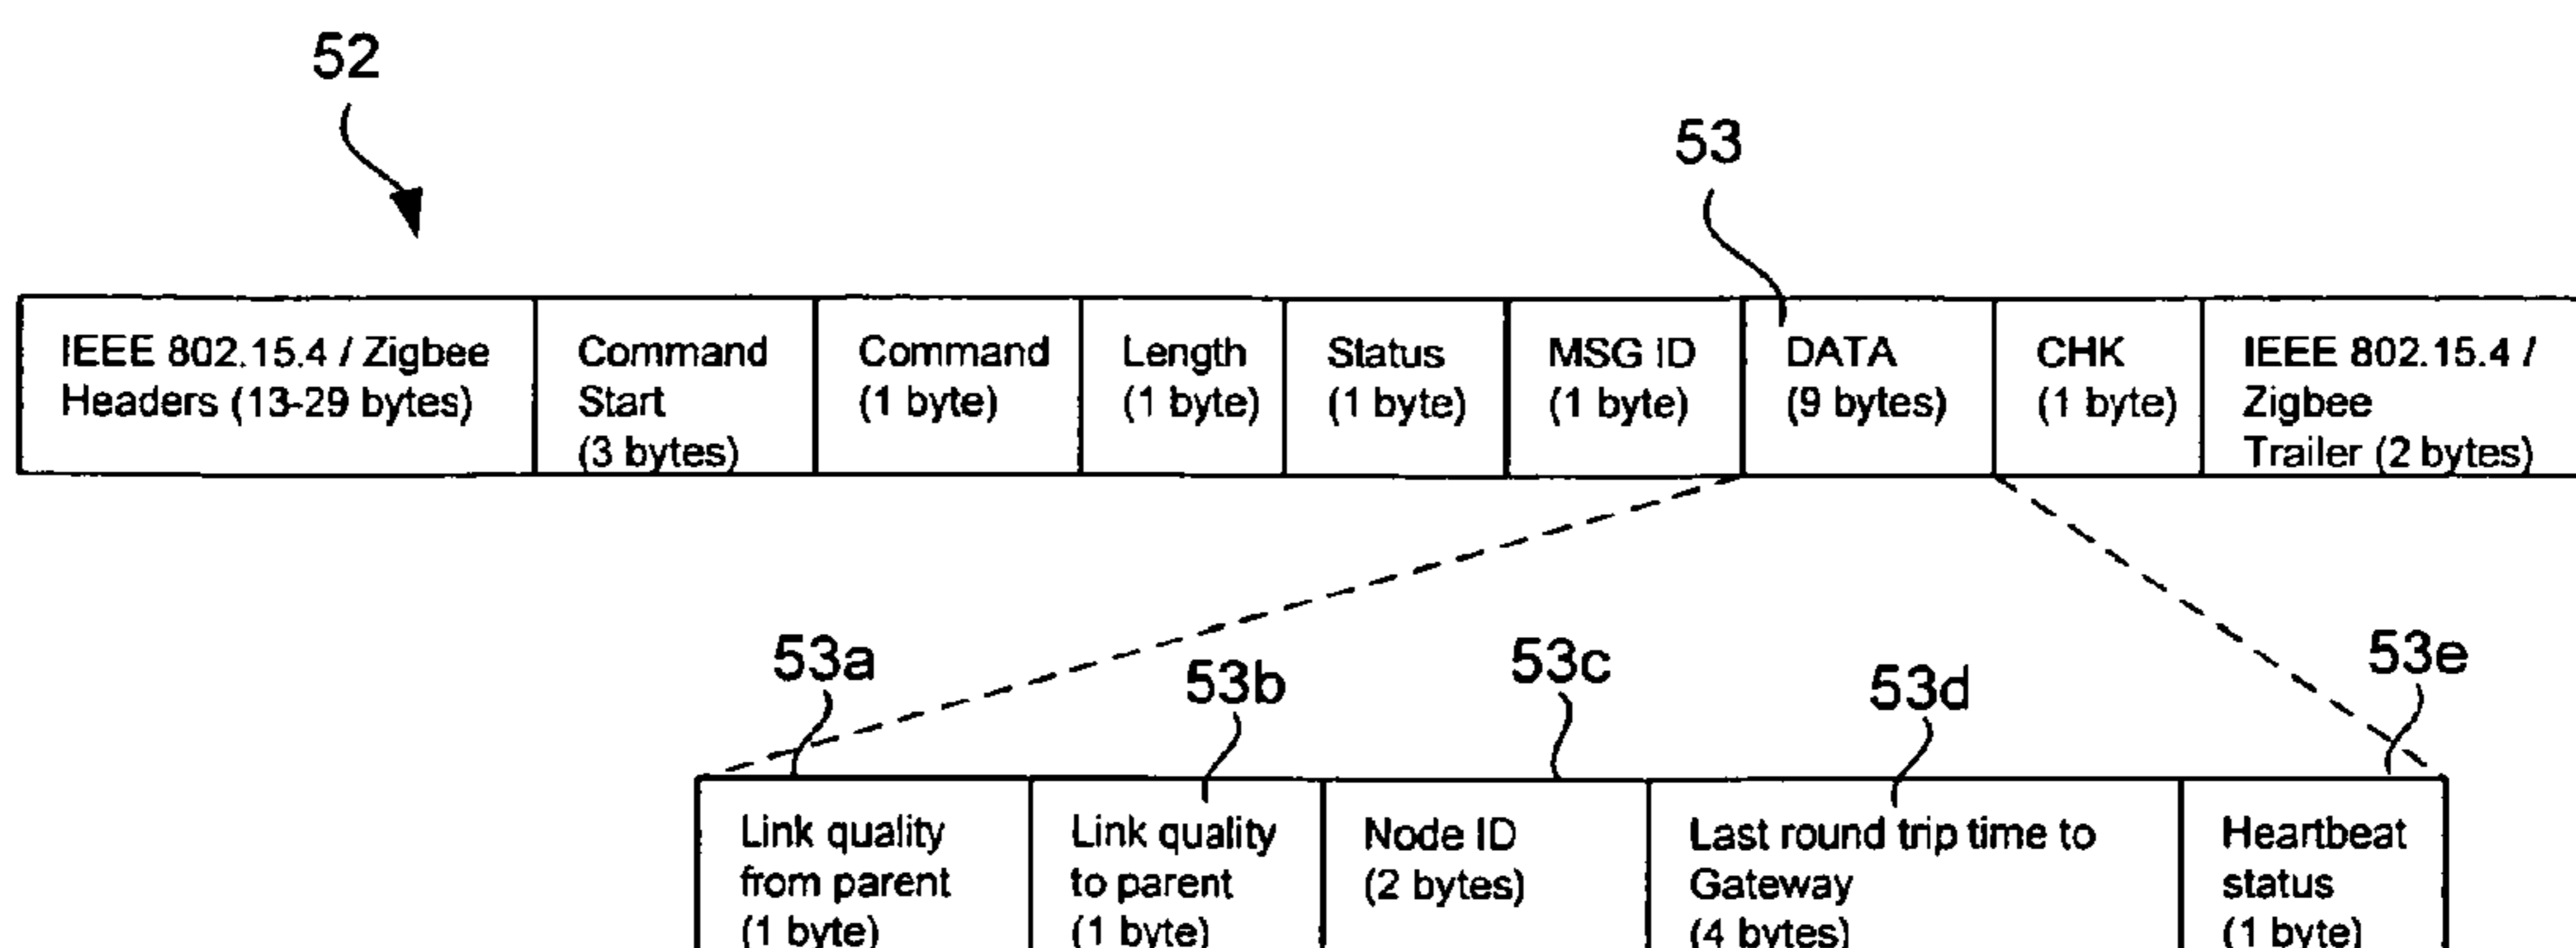 52
53
IEEE 802.15.4 / Zigbee
Headers (13-29 bytes)
Command
Start
(3 bytes)
Command
(1 byte)
Length
(1 byte)
Status
(1 byte)
MSG ID
(1 byte)
DATA
(9 bytes)
CHK
(1 byte)
IEEE 802.15.4 /
Zigbee
Trailer (2 bytes)
53a
53b
53c
53d
53e
Link quality
from parent
(1 byte)
Link quality
to parent
(1 byte)
Node ID
(2 bytes)
Last round trip time to
Gateway
(4 bytes)
Heartbeat
status
(1 byte)